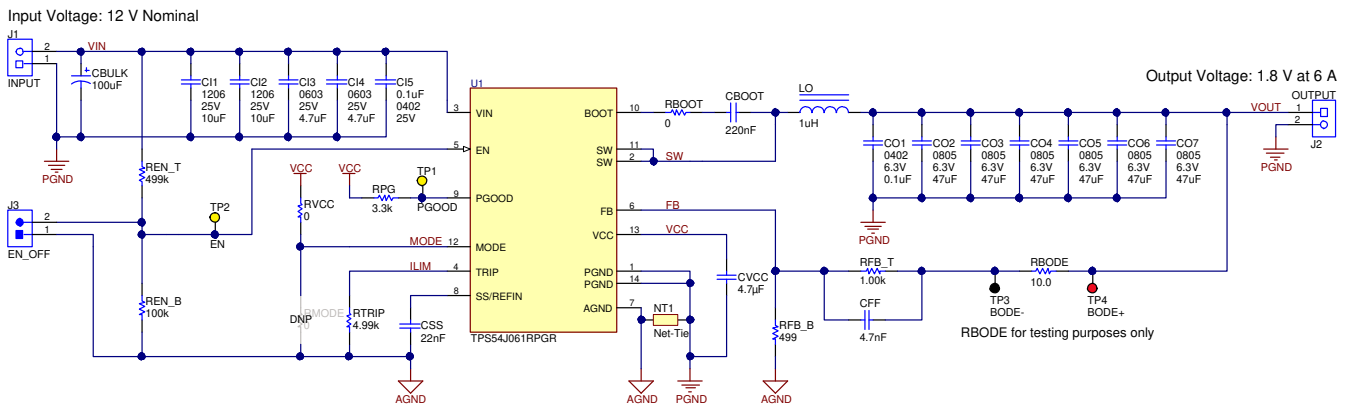 Input Voltage: 12 V Nominal
J1
2
1
INPUT
VIN
+
CBULK
100uF
PGND
CI1
1206
25V
10uF
CI2
1206
25V
10uF
CI3
0603
25V
4.7uF
CI4
0603
25V
4.7uF
CI5
0.1uF
0402
25V
REN_T
499k
J3
2
1
EN_OFF
TP2
EN
REN_B
100k
VCC
RVCC
0
VCC
RPG
3.3k
TP1
PGOOD
MODE
ILIM
RMODE
0
DNP
RTRIP
4.99k
CSS
22nF
AGND
U1
3
VIN
5
EN
9
PGOOD
12
MODE
4
TRIP
8
SS/REFIN
BOOT
10
SW
11
SW
2
FB
6
VCC
13
PGND
1
PGND
14
AGND
7
TPS54J061RPGR
RBOOT
0
CBOOT
220nF
SW
FB
VCC
CVCC
4.7µF
NT1
Net-Tie
AGND
PGND
LO
1uH
RFB_B
499
AGND
RFB_T
1.00k
CFF
4.7nF
CO1
0402
6.3V
0.1uF
CO2
0805
6.3V
47uF
CO3
0805
6.3V
47uF
CO4
0805
6.3V
47uF
CO5
0805
6.3V
47uF
CO6
0805
6.3V
47uF
CO7
0805
6.3V
47uF
PGND
RBODE
10.0
TP3
BODE-
TP4
BODE+
RBODE for testing purposes only
Output Voltage: 1.8 V at 6 A
OUTPUT
VOUT
1
2
J2
PGND